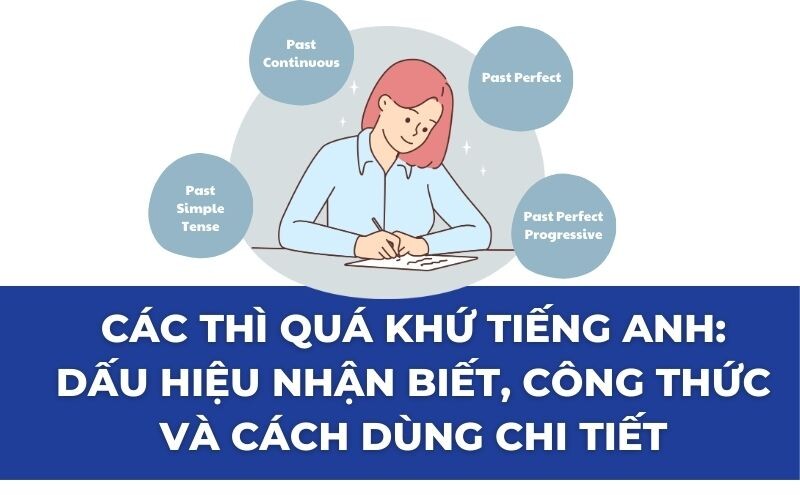 Past
Continuous
Past Perfect
Past
Simple
Tense
Past Perfect
Progressive
CÁC THÌ QUÁ KHỨ TIẾNG ANH:
DẤU HIỆU NHẬN BIẾT, CÔNG THỨC
VÀ CÁCH DÙNG CHI TIẾT